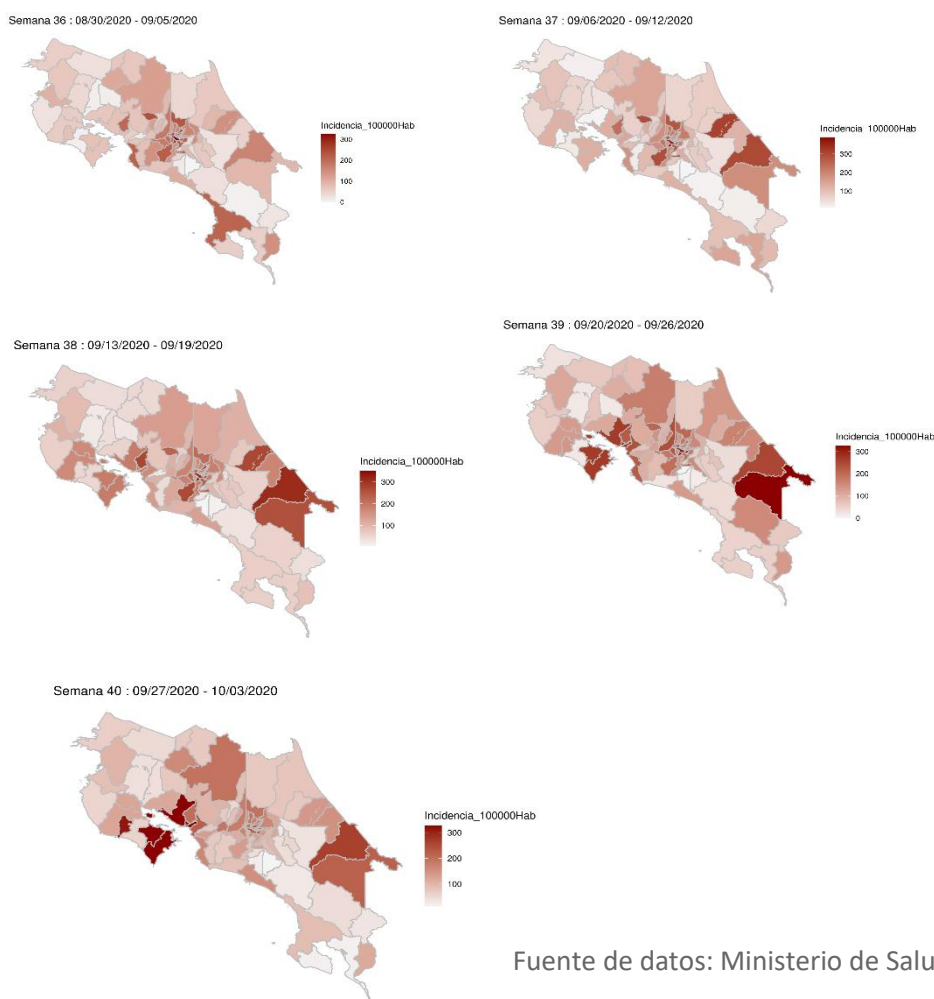 Semana 36 : 08/30/2020 - 09/05/2020
Incidencia_100000Hab
300
200
100
0
Semana 37 : 09/06/2020 - 09/12/2020
Incidencia_100000Hab
300
200
100
Semana 38 : 09/13/2020 - 09/19/2020
Incidencia_100000Hab
300
200
100
Semana 39 : 09/20/2020 - 09/26/2020
Incidencia_100000Hab
300
200
100
0
Semana 40 : 09/27/2020 - 10/03/2020
Incidencia_100000Hab
300
200
100
Fuente de datos: Ministerio de Salu